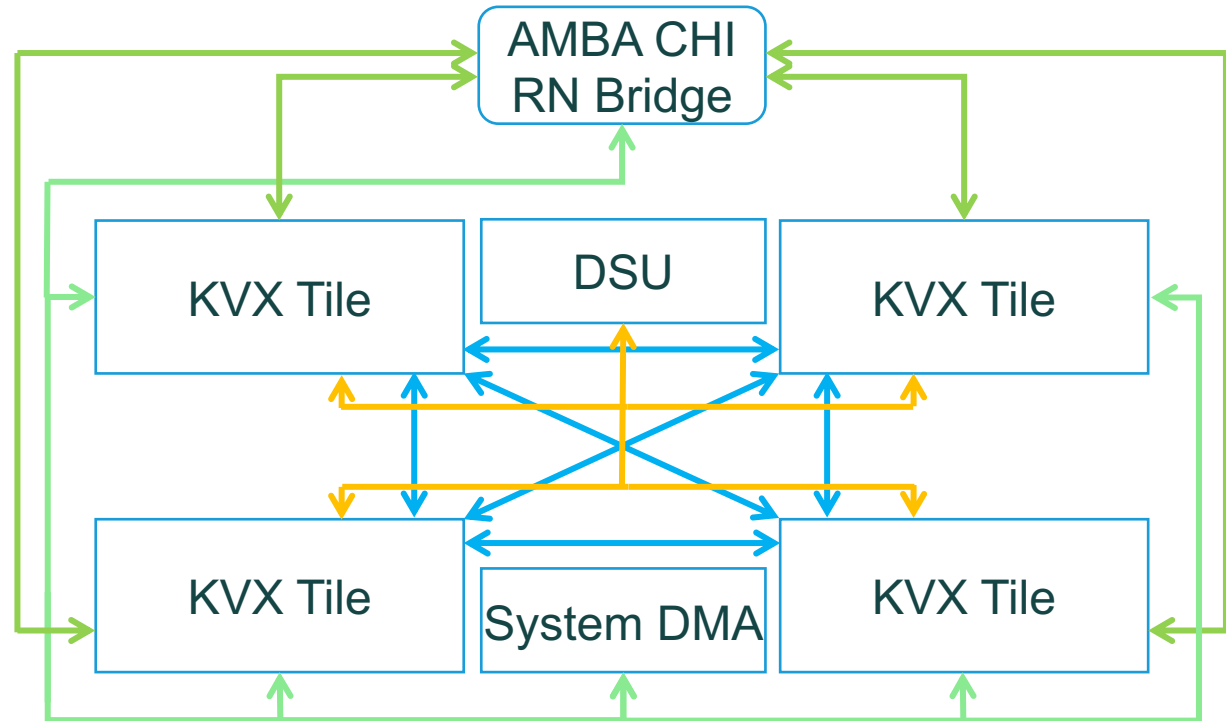 AMBA CHI
RN Bridge
KVX Tile
DSU
KVX Tile
KVX Tile
System DMA
KVX Tile